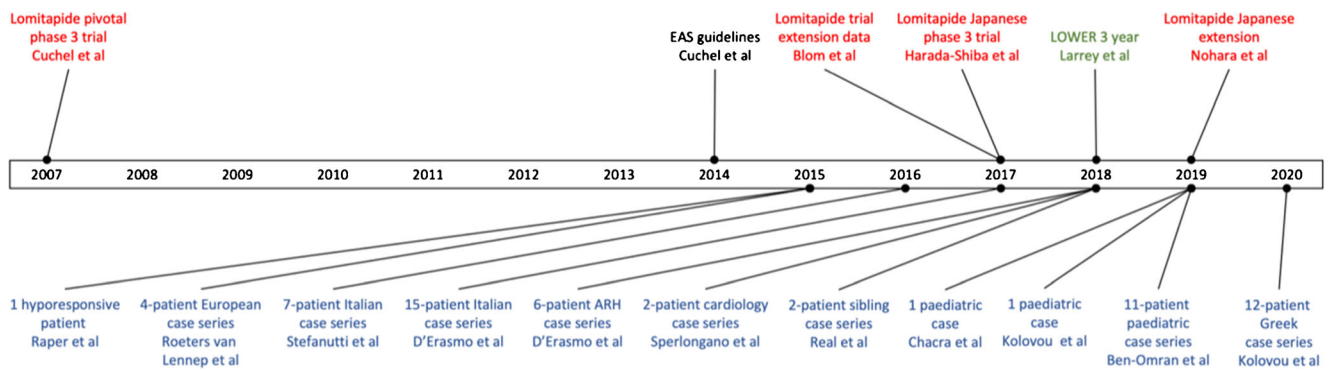 Lomitapide pivotal
phase 3 trial
Cuchel et al
EAS guidelines
Cuchel et al
Lomitapide trial
extension data
Blom et al
Lomitapide Japanese
phase 3 trial
Harada-Shiba et al
LOWER 3 year
Larrey et al
Lomitapide Japanese
extension
Nohara et al
2007 2008 2009 2010 2011 2012 2013 2014 2015 2016 2017 2018 2019 2020
1 hyporesponsive
patient
Raper et al
4-patient European
case series
Roeters van
Lennep et al
7-patient Italian
case series
Stefanutti et al
15-patient Italian
case series
D'Erasmo et al
6-patient ARH
case series
D'Erasmo et al
2-patient cardiology
case series
Sperlongano et al
2-patient sibling
case series
Real et al
1 paediatric
case
Chacra et al
1 paediatric
case
Kolovou et al
11-patient
paediatric
case series
Ben-Omran et al
12-patient
Greek
case series
Kolovou et al